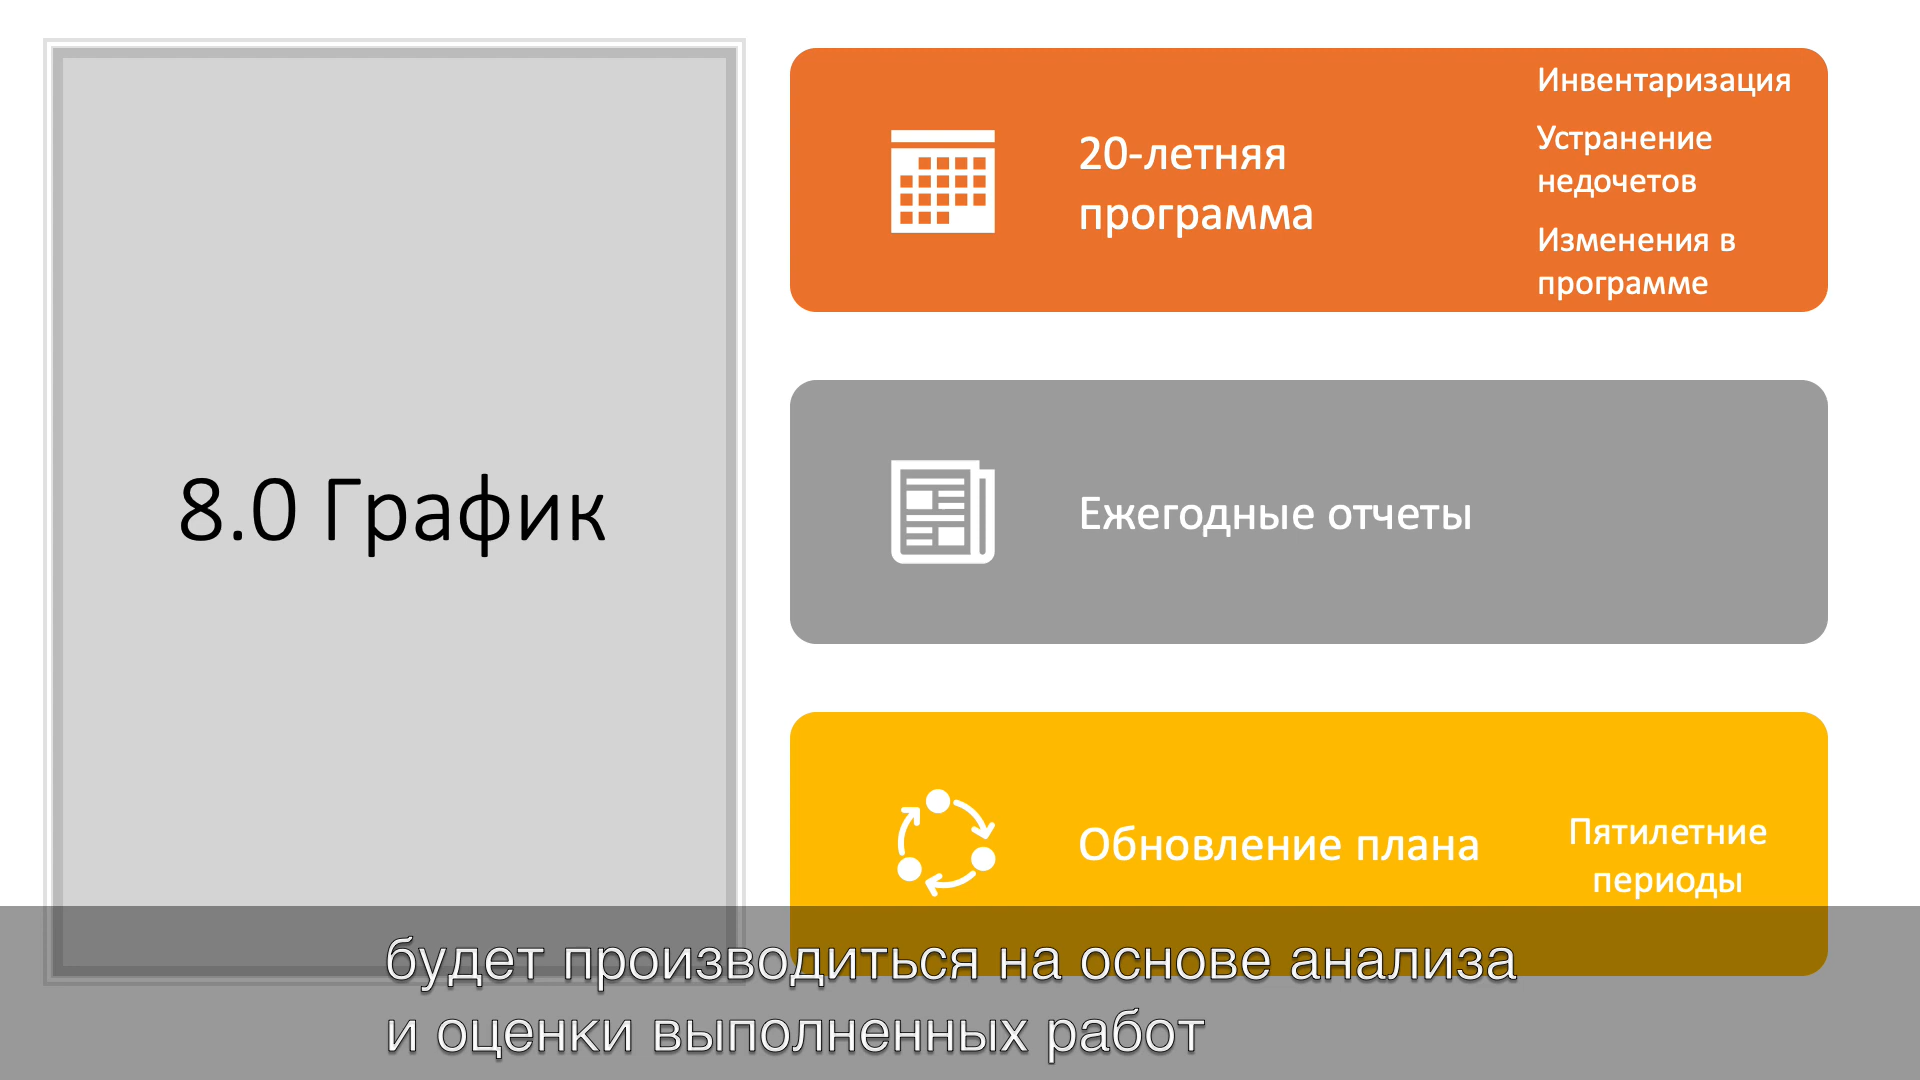 8.0 График
20-летняя
программа
Инвентаризация
Устранение
недочетов
Изменения в
программе
Ежегодные отчеты
Обновление плана
Пятилетние
периоды
будет производиться на основе анализа
и оценки выполненных работ